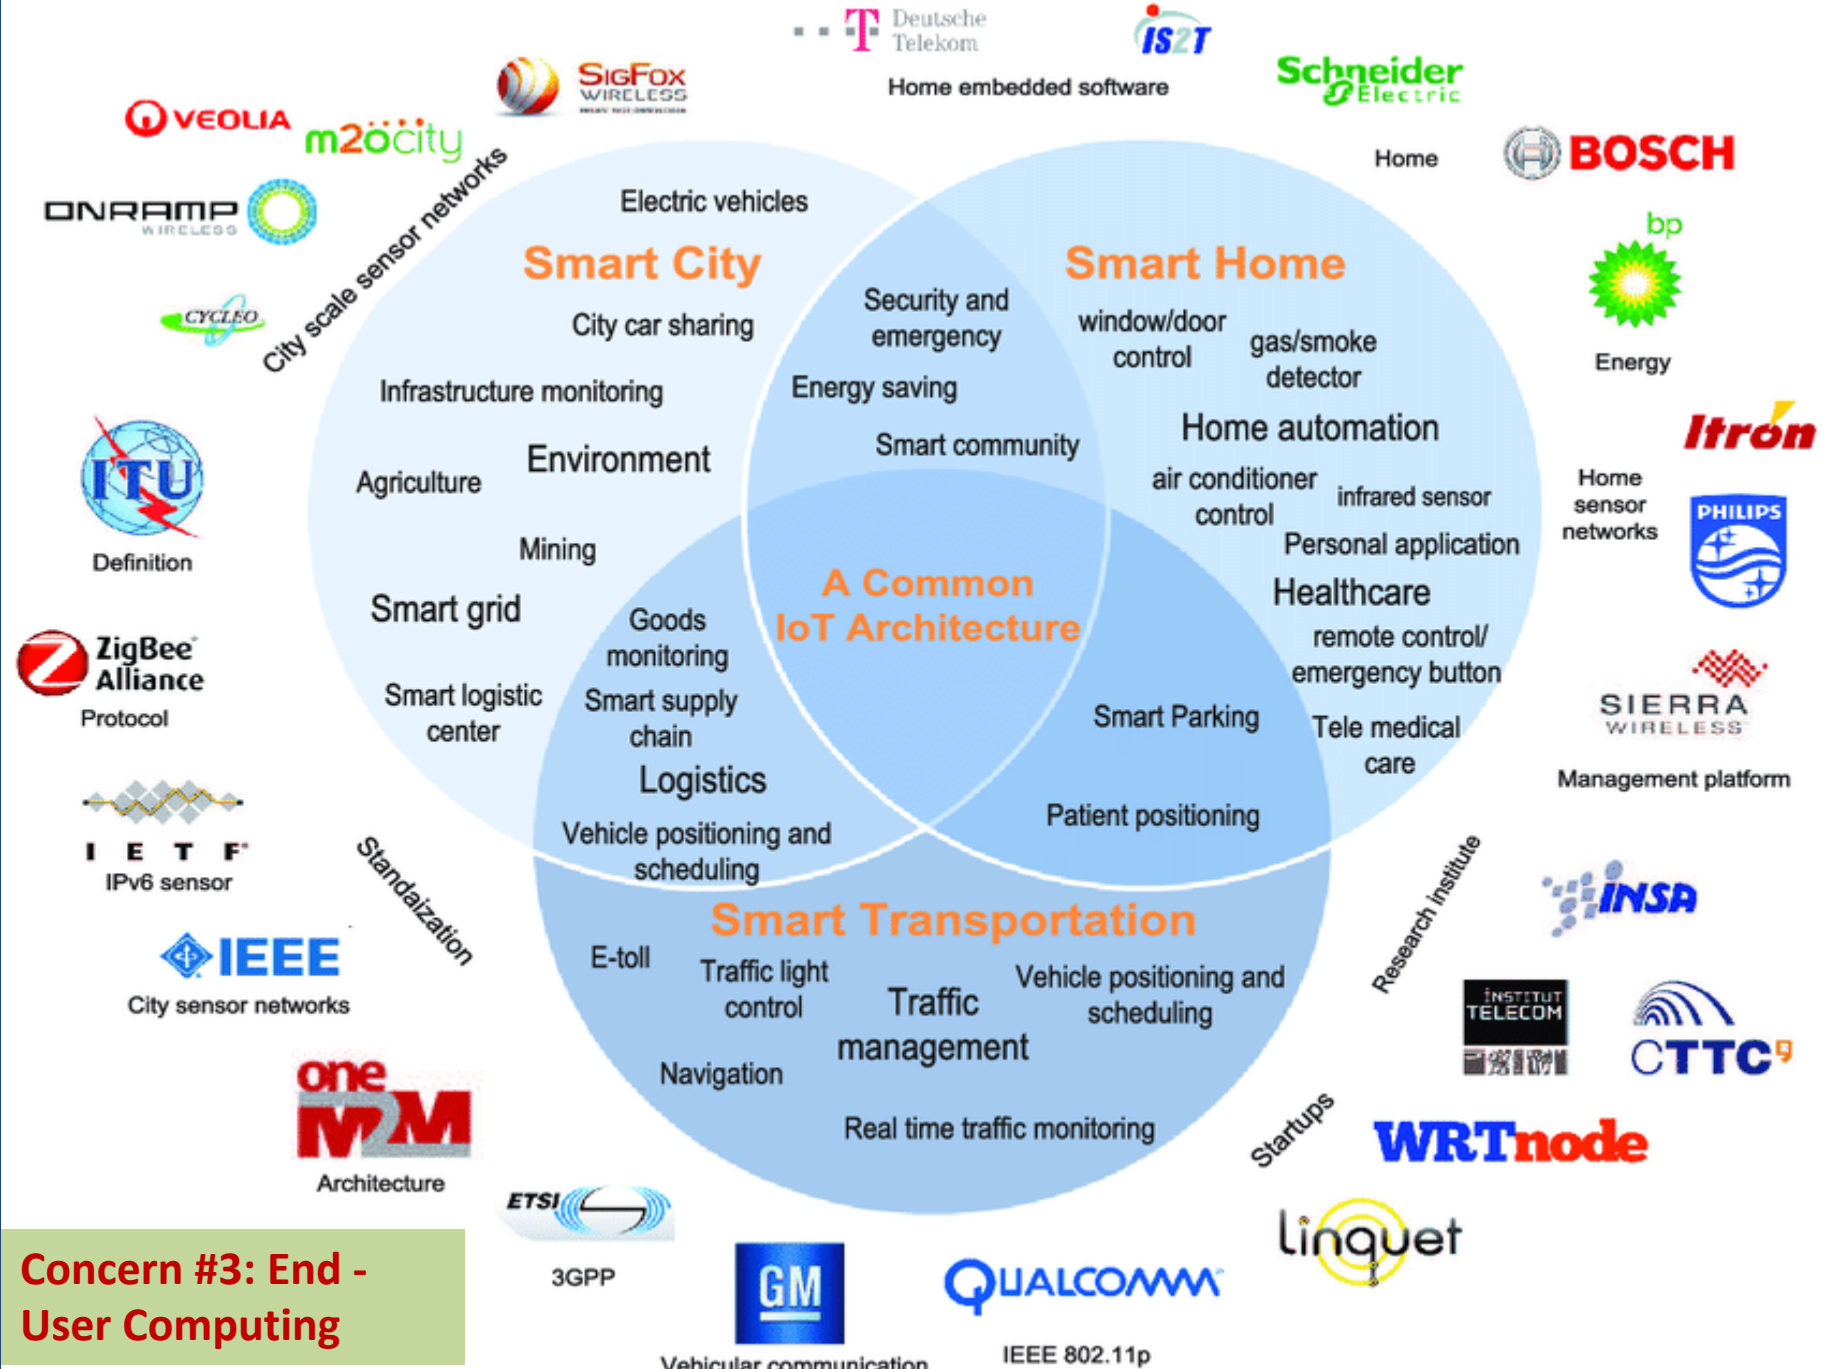 Deutsche
Telekom
IS2T
Home embedded software
SIGFOX
WIRELESS
Schneider
Electric
VEOLIA
m2ocity
Home
BOSCH
ONRAMP
WIRELESS
City scale sensor networks
CYCLEO
bp
Energy
Electric vehicles
Smart City
City car sharing
Infrastructure monitoring
Environment
Agriculture
Mining
Smart grid
Smart logistic
center
Security and
emergency
Energy saving
Smart community
Smart Home
window/door
control
gas/smoke
detector
Home automation
air conditioner
control
infrared sensor
Personal application
Healthcare
remote control/
emergency button
Tele medical
care
A Common
IoT Architecture
Goods
monitoring
Smart supply
chain
Logistics
Vehicle positioning and
scheduling
Smart Parking
Patient positioning
Smart Transportation
E-toll
Traffic light
control
Traffic
management
Vehicle positioning and
scheduling
Navigation
Real time traffic monitoring
Itron
Home
sensor
networks
PHILIPS
SIERRA
WIRELESS
Management platform
Research institute
INSA
INSTITUT
TELECOM
CTTC
Startups
WRTnode
Linquet
ITU
Definition
ZigBee
Alliance
Protocol
IETF
IPv6 sensor
Standaization
IEEE
City sensor networks
one
M2M
Architecture
ETSI
3GPP
GM
Vehicular communication
QUALCOMM
IEEE 802.11p
Concern #3: End -
User Computing